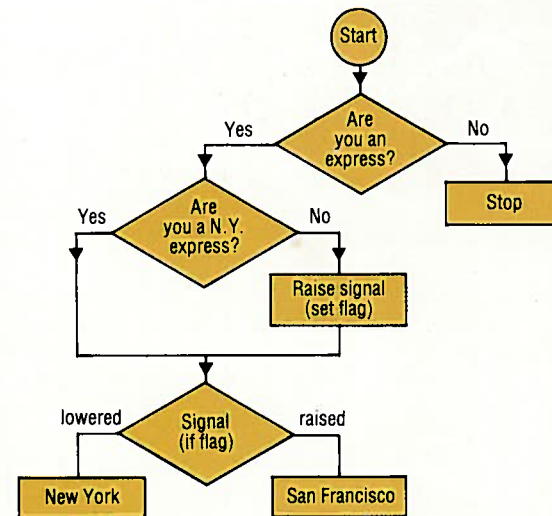 Start
Are
you an
express?
Yes
No
Stop
Are
you a N.Y.
express?
Yes
No
Raise signal
(set flag)
Signal
(if flag)
lowered
raised
New York
San Francisco